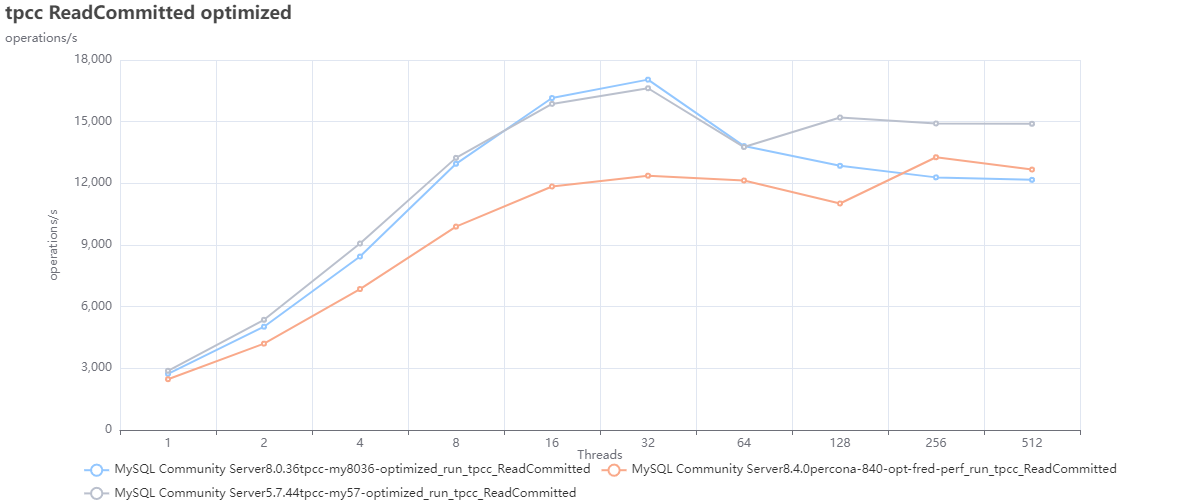 tpcc ReadCommitted optimized
operations/s
18,000
15,000
12,000
9,000
6,000
3,000
0
operations/s
1 2 4 8 16 32 64 128 256 512
Threads
MySQL Community Server8.0.36tpcc-my8036-optimized_run_tpcc_ReadCommitted MySQL Community Server8.4.0percona-840-opt-fred-perf_run_tpcc_ReadCommitted
MySQL Community Server5.7.44tpcc-my57-optimized_run_tpcc_ReadCommitted